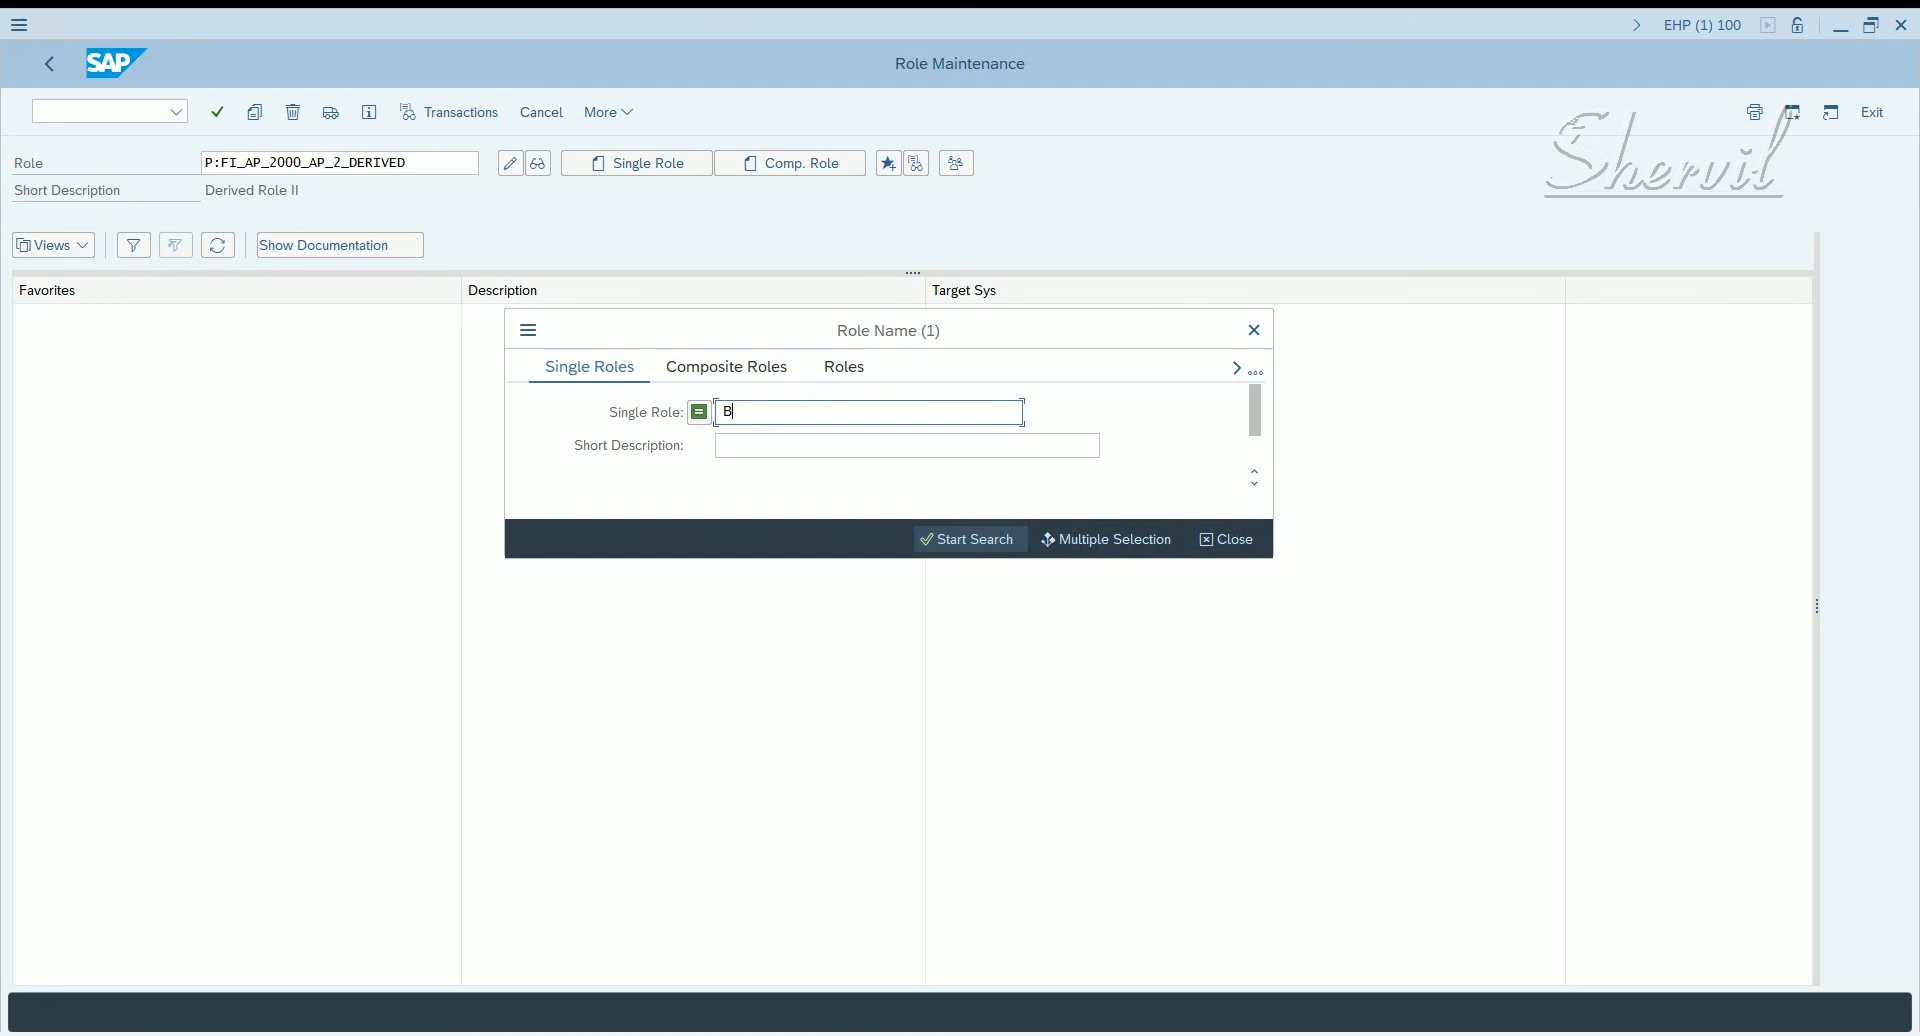 EHP (1) 100
SAP
Role Maintenance
Transactions
Cancel
More
Exit
Shervil
Role
P:FI_AP_2000_AP_2_DERIVED
Single Role
Comp. Role
Short Description
Derived Role II
Views
Show Documentation
Favorites
Description
Target Sys
Role Name (1)
Single Roles
Composite Roles
Roles
Single Role:
B
Short Description:
Start Search
Multiple Selection
Close